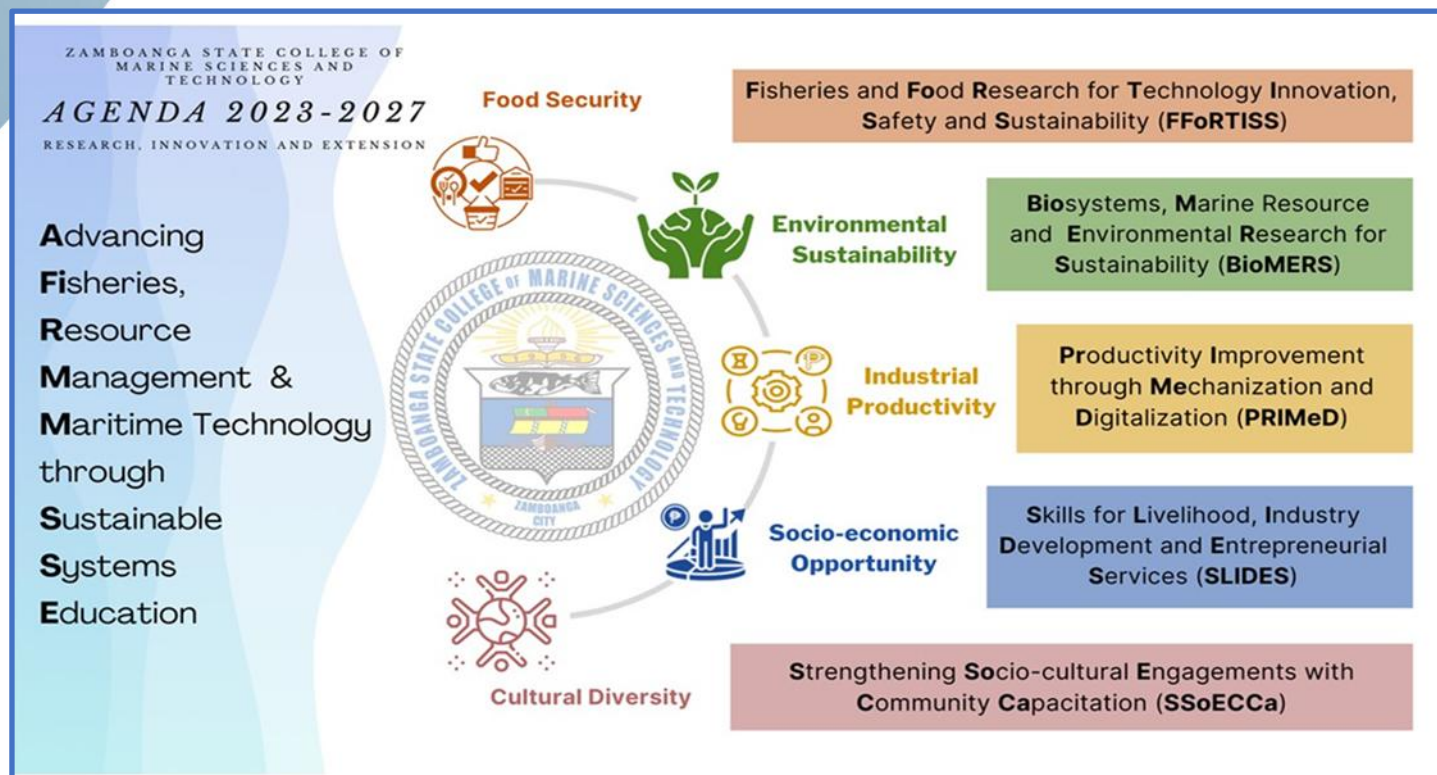 ZAMBOANGA STATE COLLEGE OF
MARINE SCIENCES AND
TECHNOLOGY
AGENDA 2023-2027
RESEARCH, INNOVATION AND EXTENSION
Advancing
Fisheries,
Resource
Management &
Maritime Technology
through
Sustainable
Systems
Education
Food Security
Fisheries and Food Research for Technology Innovation,
Safety and Sustainability (FFoRTISS)
Environmental
Sustainability
Biosystems, Marine Resource
and Environmental Research for
Sustainability (BioMERS)
Industrial
Productivity
Productivity Improvement
through Mechanization and
Digitalization (PRIMeD)
Socio-economic
Opportunity
Skills for Livelihood, Industry
Development and Entrepreneurial
Services (SLIDES)
Cultural Diversity
Strengthening Socio-cultural Engagements with
Community Capacitation (SSoECCa)
ZAMBOANGA STATE COLLEGE OF MARINE SCIENCES AND TECHNOLOGY
ZAMBOANGA
CITY